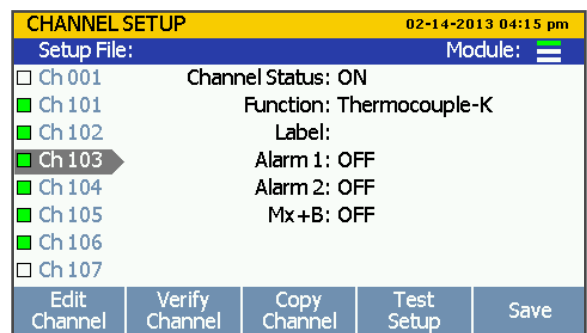 CHANNEL SETUP 02-14-2013 04:15 pm
Setup File: Module:
Ch 001 Channel Status: ON
Ch 101 Function: Thermocouple-K
Ch 102 Label:
Ch 103 Alarm 1: OFF
Ch 104 Alarm 2: OFF
Ch 105 Mx+B: OFF
Ch 106
Ch 107
Edit Channel Verify Channel Copy Channel Test Setup Save